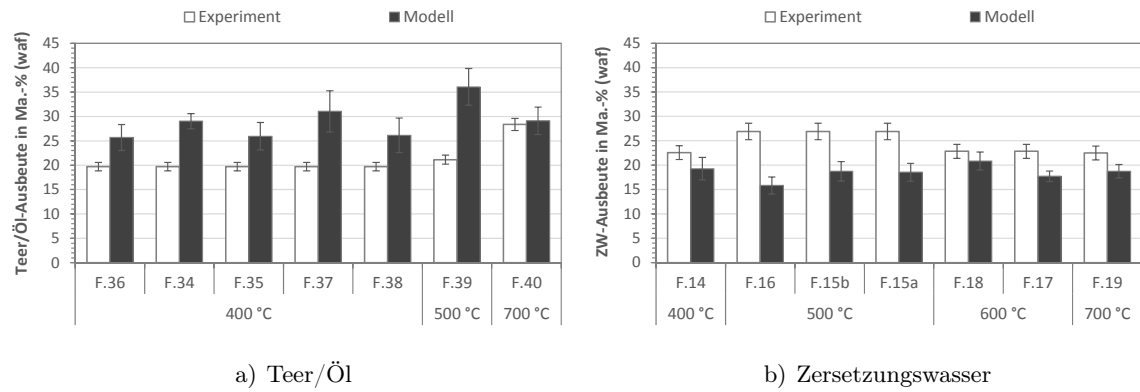 Experiment Modell
Teer/Öl-Ausbeute in Ma.-% (waf)
45
40
35
30
25
20
15
10
5
0
F.36 F.34 F.35 F.37 F.38 F.39 F.40
400 °C 500 °C 700 °C
a) Teer/Öl
Experiment Modell
ZW-Ausbeute in Ma.-% (waf)
45
40
35
30
25
20
15
10
5
0
F.14 F.16 F.15b F.15a F.18 F.17 F.19
400 °C 500 °C 600 °C 700 °C
b) Zersetzungswasser